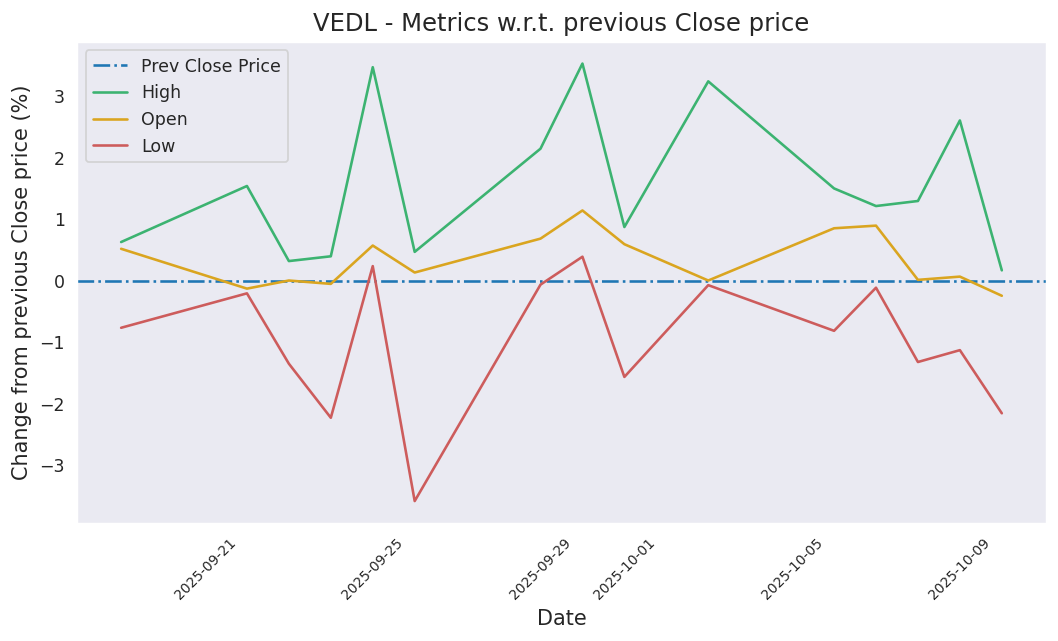 VEDL - Metrics w.r.t. previous Close price
Prev Close Price
High
Open
Low
Change from previous Close price (%)
3
2
1
0
−1
−2
−3
2025-09-21
2025-09-25
2025-09-29
2025-10-01
2025-10-05
2025-10-09
Date